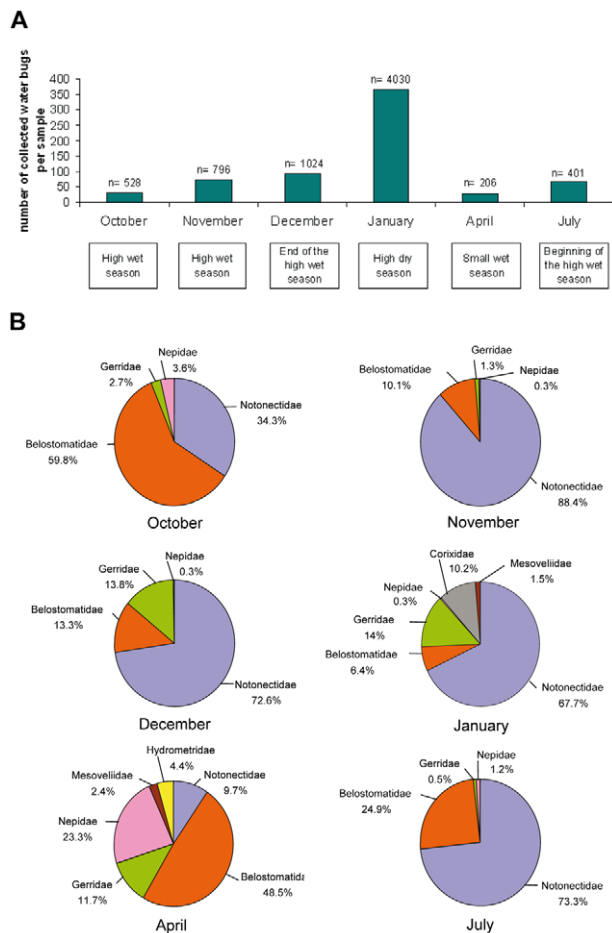 A
number of collected water bugs
per sample
400
350
300
250
200
150
100
50
0
n= 528
n= 796
n= 1024
n= 4030
n= 206
n= 401
October
November
December
January
April
July
High wet
season
High wet
season
End of the
high wet
season
High dry
season
Small wet
season
Beginning of
the high wet
season
B
Nepidae
3.6%
Gerridae
2.7%
Notonectidae
34.3%
Belostomatidae
59.8%
October
Gerridae
1.3%
Nepidae
0.3%
Belostomatidae
10.1%
Notonectidae
88.4%
November
Nepidae
0.3%
Gerridae
13.8%
Belostomatidae
13.3%
Notonectidae
72.6%
December
Corixidae
10.2%
Mesoveliidae
1.5%
Nepidae
0.3%
Gerridae
14%
Belostomatidae
6.4%
Notonectidae
67.7%
January
Hydrometridae
4.4%
Notonectidae
9.7%
Mesoveliidae
2.4%
Nepidae
23.3%
Gerridae
11.7%
Belostomatida
48.5%
April
Nepidae
1.2%
Gerridae
0.5%
Belostomatidae
24.9%
Notonectidae
73.3%
July